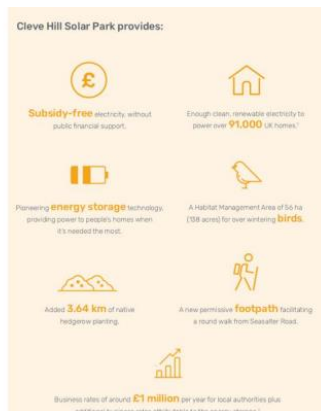 Cleve Hill Solar Park provides:
£
Subsidy-free electricity, without
public financial support.
Enough clean, renewable electricity to
power over 91,000 UK homes.¹
Pioneering energy storage technology,
providing power to people's homes when
it's needed the most.
A Habitat Management Area of 56 ha
(138 acres) for over wintering birds.
Added 3.64 km of native
hedgerow planting.
A new permissive footpath facilitating
a round walk from Seasalter Road.
Business rates of around £1 million per year for local authorities plus